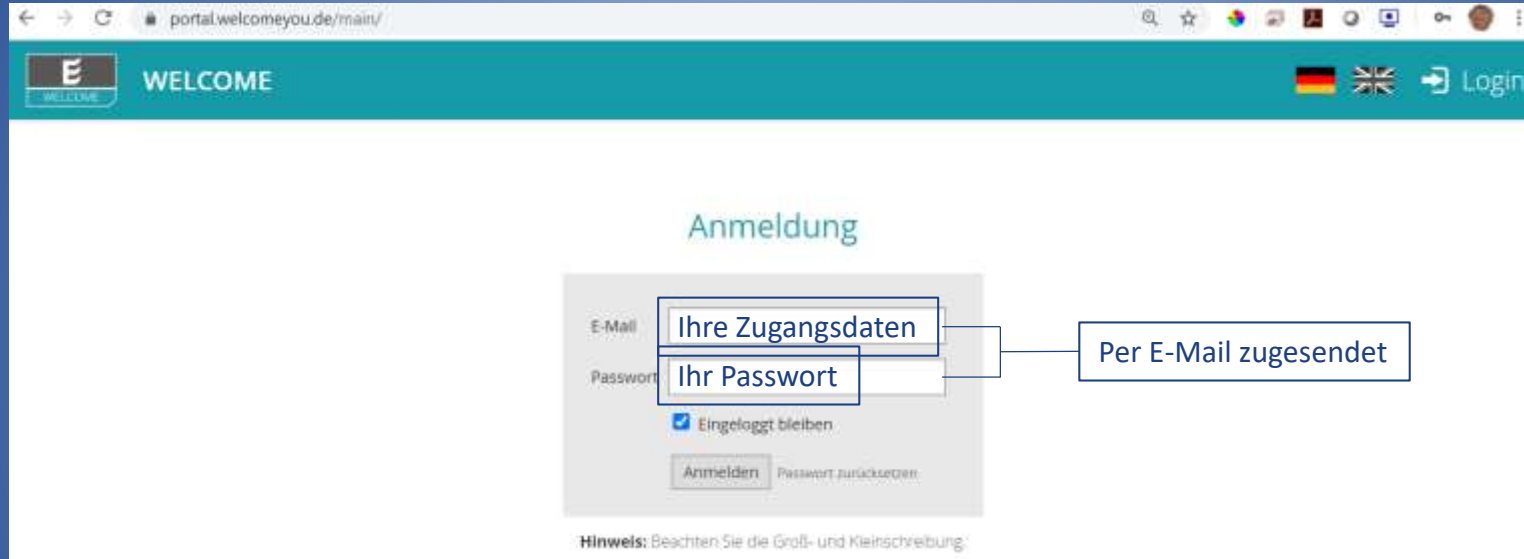 portal.welcomeyou.de/main/
E
WELCOME
WELCOME
Login
Anmeldung
E-Mail Ihre Zugangsdaten
Per E-Mail zugesendet
Passwort Ihr Passwort
Eingeloggt bleiben
Anmelden Passwort zurücksetzen
Hinweis: Beachten Sie die Groß- und Kleinschreibung.